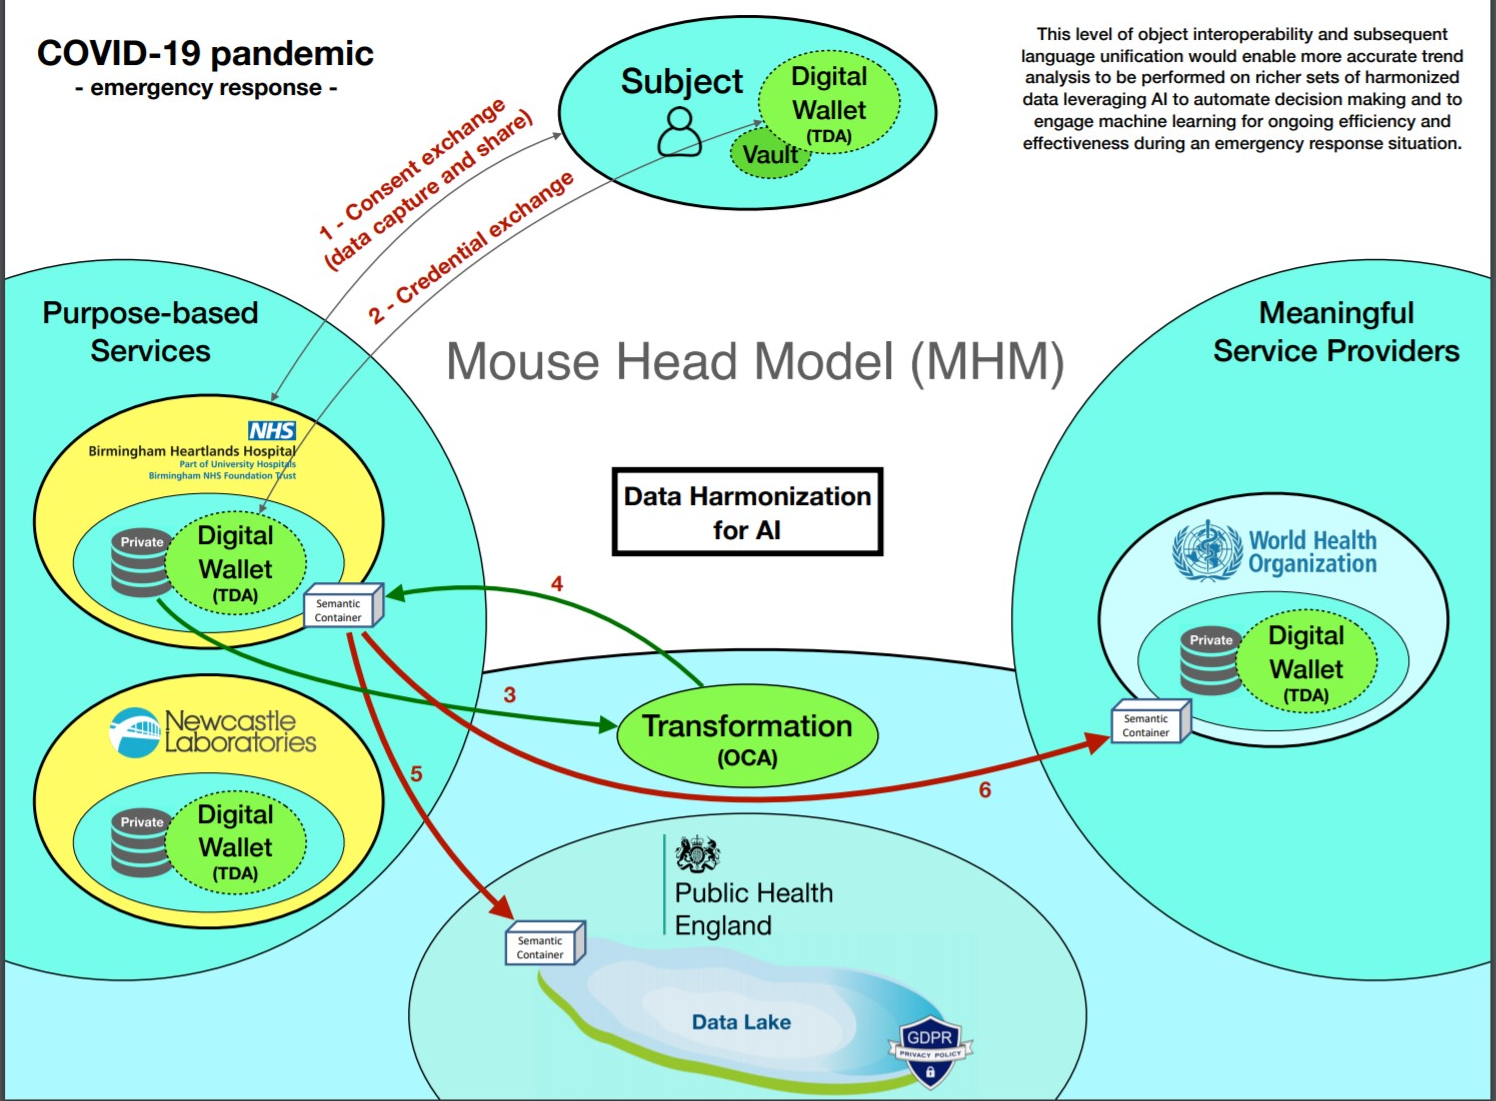 COVID-19 pandemic
- emergency response -
This level of object interoperability and subsequent
language unification would enable more accurate trend
analysis to be performed on richer sets of harmonized
data leveraging AI to automate decision making and to
engage machine learning for ongoing efficiency and
effectiveness during an emergency response situation.
Subject
Digital
Wallet
(TDA)
Vault
1 - Consent exchange
(data capture and share)
2 - Credential exchange
Purpose-based
Services
Mouse Head Model (MHM)
Meaningful
Service Providers
NHS
Birmingham Heartlands Hospital
Part of University Hospitals
Birmingham NHS Foundation Trust
Private
Digital
Wallet
(TDA)
Semantic
Container
Data Harmonization
for AI
World Health
Organization
Private
Digital
Wallet
(TDA)
Semantic
Container
4
3
Transformation
(OCA)
5
6
Newcastle
Laboratories
Private
Digital
Wallet
(TDA)
Public Health
England
Semantic
Container
Data Lake
GDPR
PRIVACY POLICY